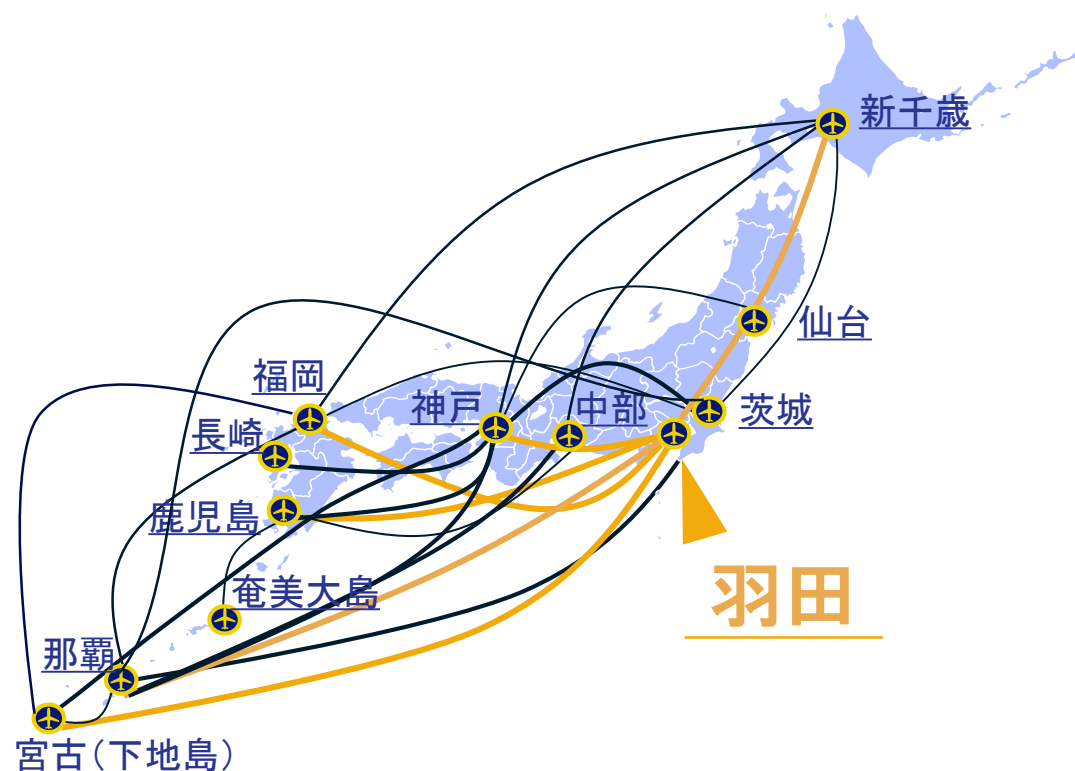 新千歳
仙台
福岡
神戸
中部
茨城
長崎
鹿児島
羽田
奄美大島
那覇
宮古(下地島)